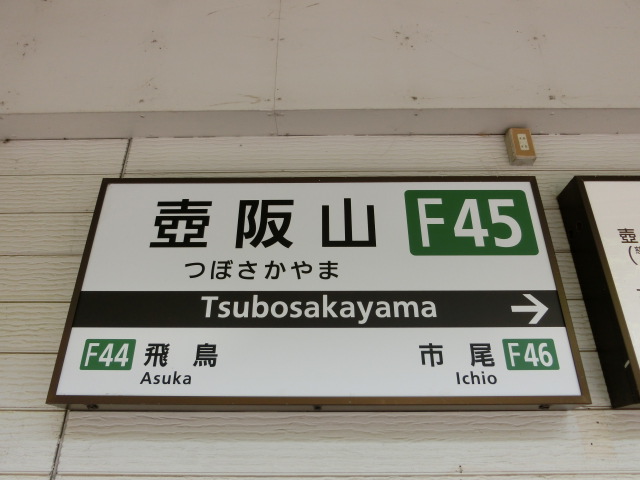 壺阪山 F45
つぼさかやま
Tsubosakayama
F44 飛鳥 市尾 F46
Asuka Ichio
壺